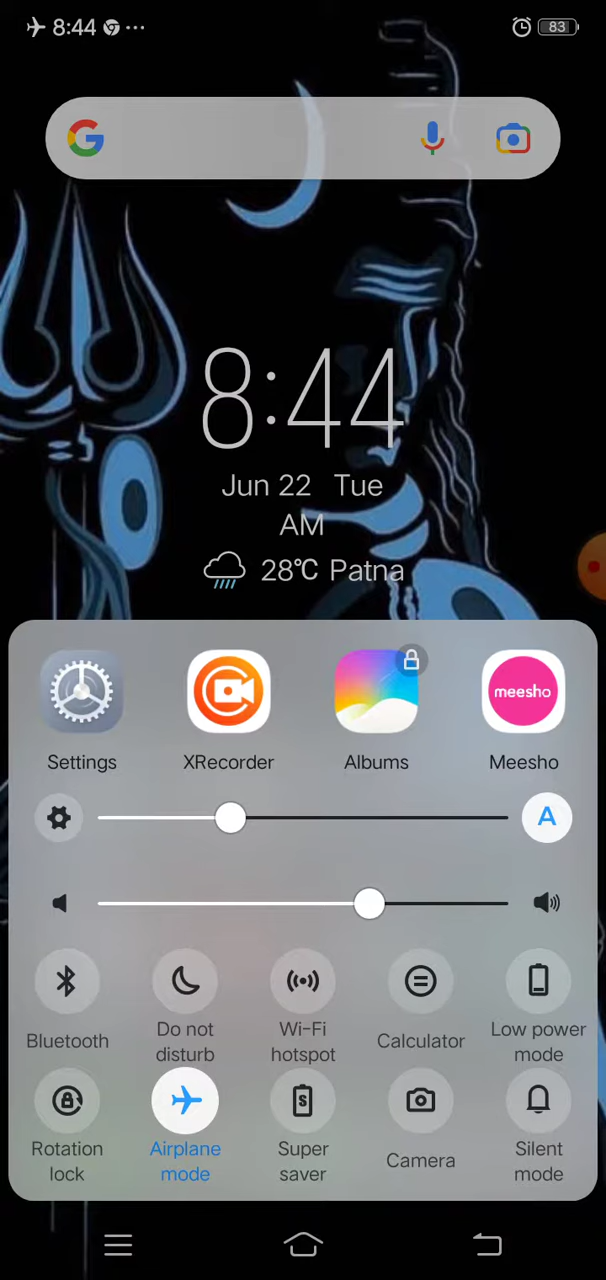 8:44 83
8:44
Jun 22 Tue
AM
28℃ Patna
meesho
Settings XRecorder Albums Meesho
A
Bluetooth Do not disturb Wi-Fi hotspot Calculator Low power mode
S
Rotation lock Airplane mode Super saver Camera Silent mode